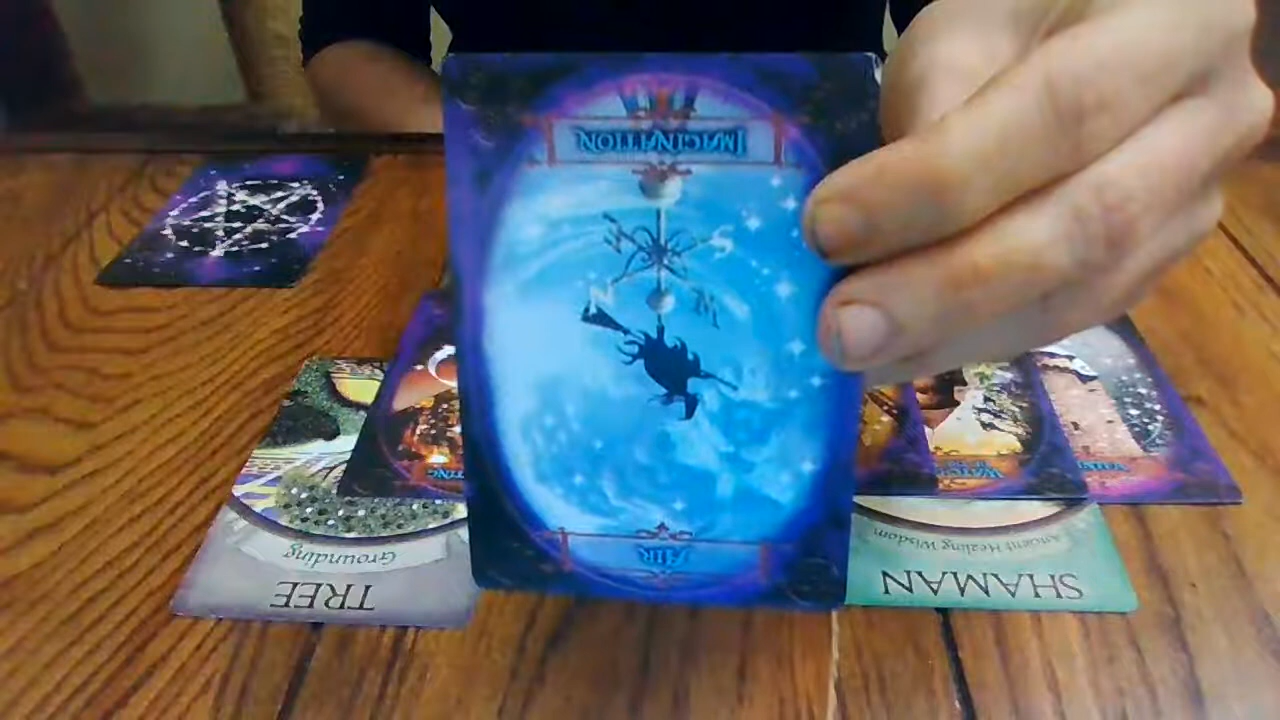 IMAGINATION
AIR
N
S
Grounding
TREE
Ancient Healing Wisdom
SHAMAN